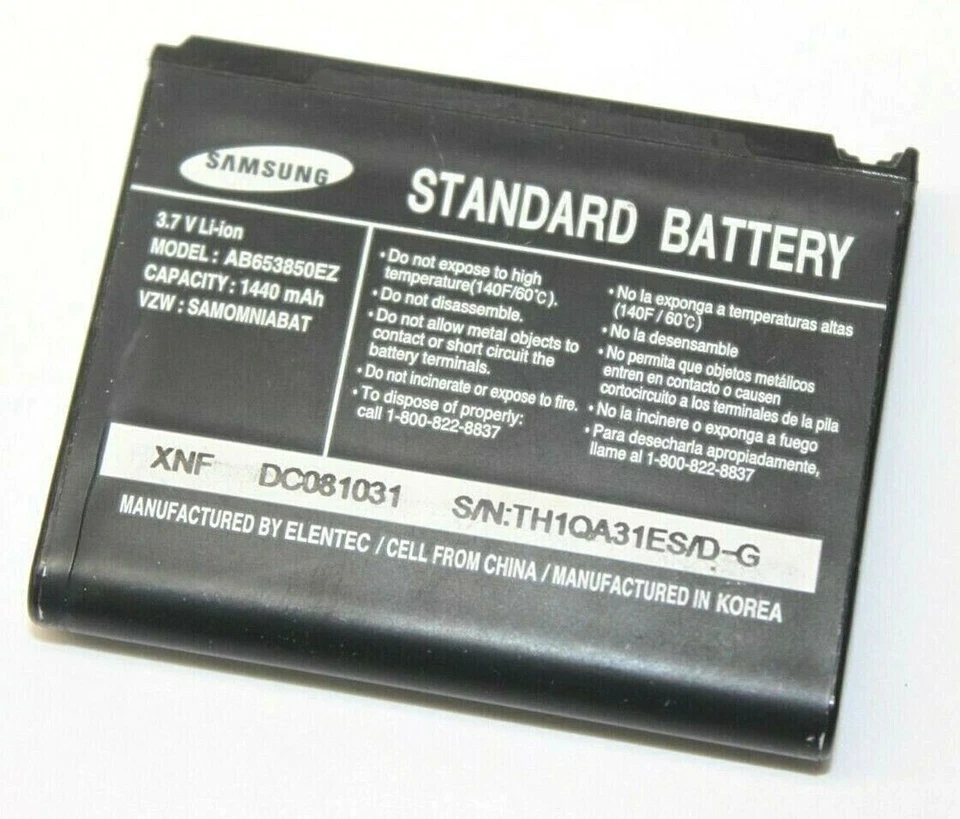 SAMSUNG
STANDARD BATTERY
3.7 V Li-ion
MODEL : AB653850EZ
CAPACITY : 1440 mAh
VZW : SAMOMNIABAT
• Do not expose to high
temperature(140F/60℃).
• Do not disassemble.
• Do not allow metal objects to
contact or short circuit the
battery terminals.
• Do not incinerate or expose to fire.
• To dispose of properly:
call 1-800-822-8837
• No la exponga a temperaturas altas
(140F / 60℃)
• No la desensamble
• No permita que objetos metálicos
entren en contacto o causen
cortocircuito a los terminales de la pila
• No la incinere o exponga a fuego
• Para desecharla apropiadamente,
llame al 1-800-822-8837
XNF DC081031 S/N:TH1QA31ES/D-G
MANUFACTURED BY ELENTEC / CELL FROM CHINA / MANUFACTURED IN KOREA